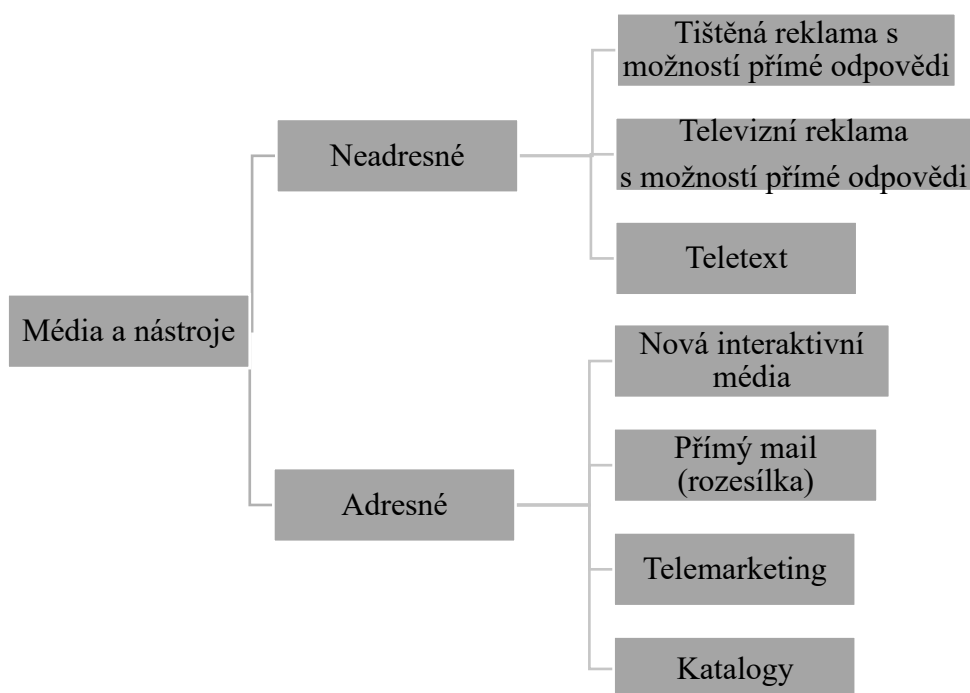 Média a nástroje
Neadresné
Tištěná reklama s
možností přímé odpovědi
Televizní reklama
s možností přímé odpovědi
Teletext
Adresné
Nová interaktivní
média
Přímý mail
(rozesílka)
Telemarketing
Katalogy